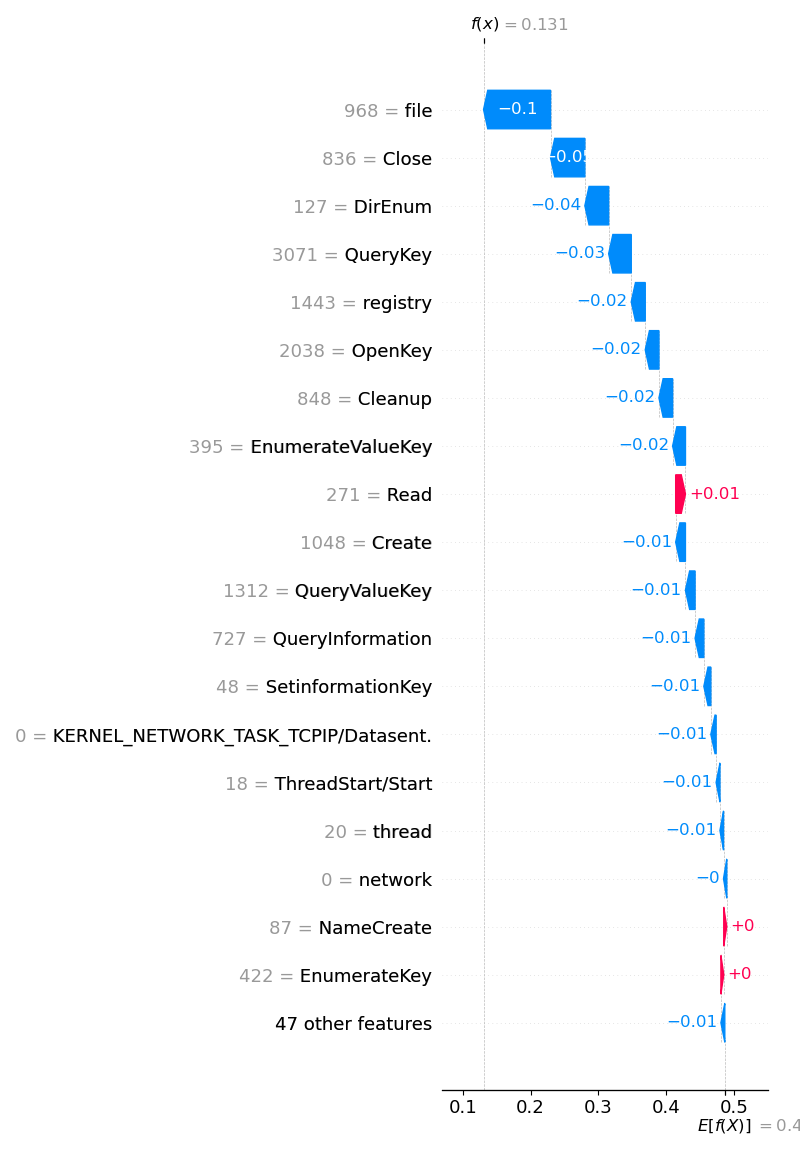 f(x) = 0.131
968 = file −0.1
836 = Close −0.05
127 = DirEnum −0.04
3071 = QueryKey −0.03
1443 = registry −0.02
2038 = OpenKey −0.02
848 = Cleanup −0.02
395 = EnumerateValueKey −0.02
271 = Read +0.01
1048 = Create −0.01
1312 = QueryValueKey −0.01
727 = QueryInformation −0.01
48 = SetinformationKey −0.01
0 = KERNEL_NETWORK_TASK_TCPIP/Datasent. −0.01
18 = ThreadStart/Start −0.01
20 = thread −0.01
0 = network −0
87 = NameCreate +0
422 = EnumerateKey +0
47 other features −0.01
0.1 0.2 0.3 0.4 0.5
E[f(X)] = 0.4